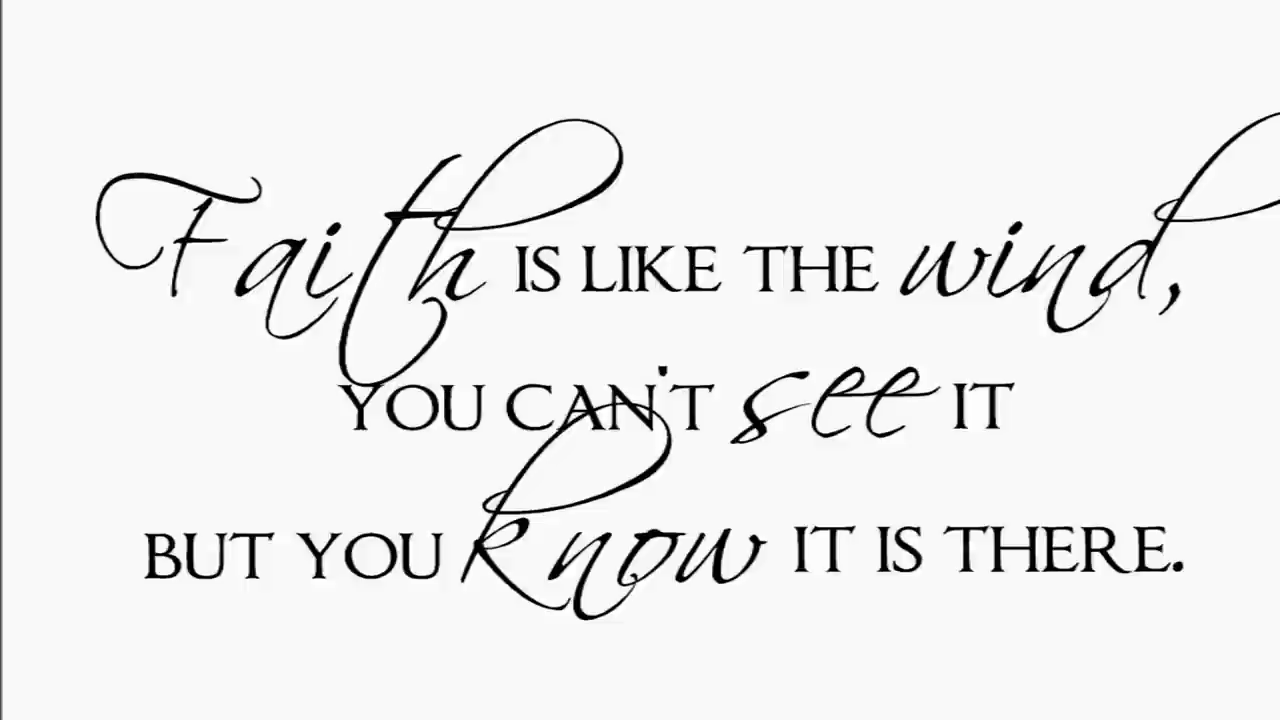 Faith IS LIKE THE wind,
YOU CAN'T see IT
BUT YOU know IT IS THERE.